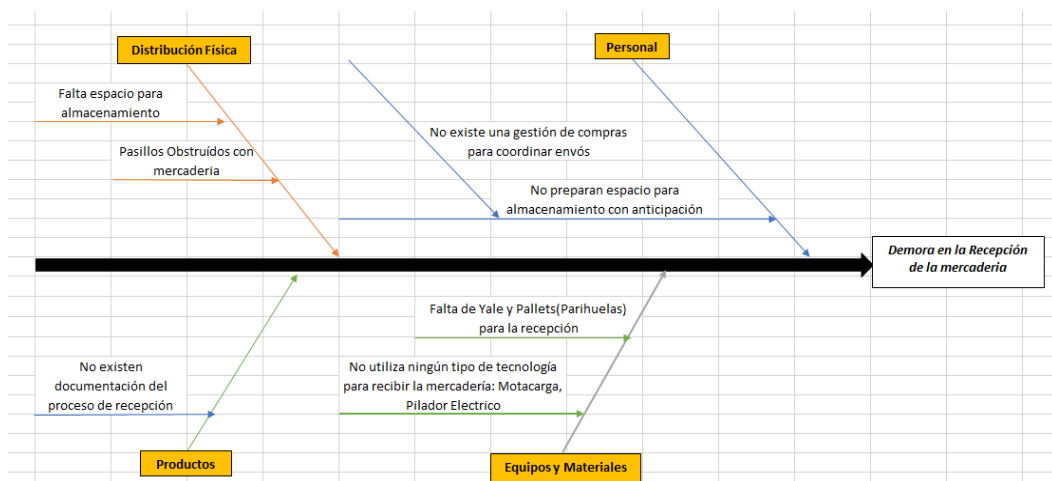 Distribución Física
Personal
Falta espacio para
almacenamiento
Pasillos Obstruídos con
mercaderia
No existe una gestión de compras
para coordinar envós
No preparan espacio para
almacenamiento con anticipación
Demora en la Recepción
de la mercaderia
Falta de Yale y Pallets(Parihuelas)
para la recepción
No existen
documentación del
proceso de recepción
No utiliza ningún tipo de tecnología
para recibir la mercadería: Motacarga,
Pilador Electrico
Productos
Equipos y Materiales